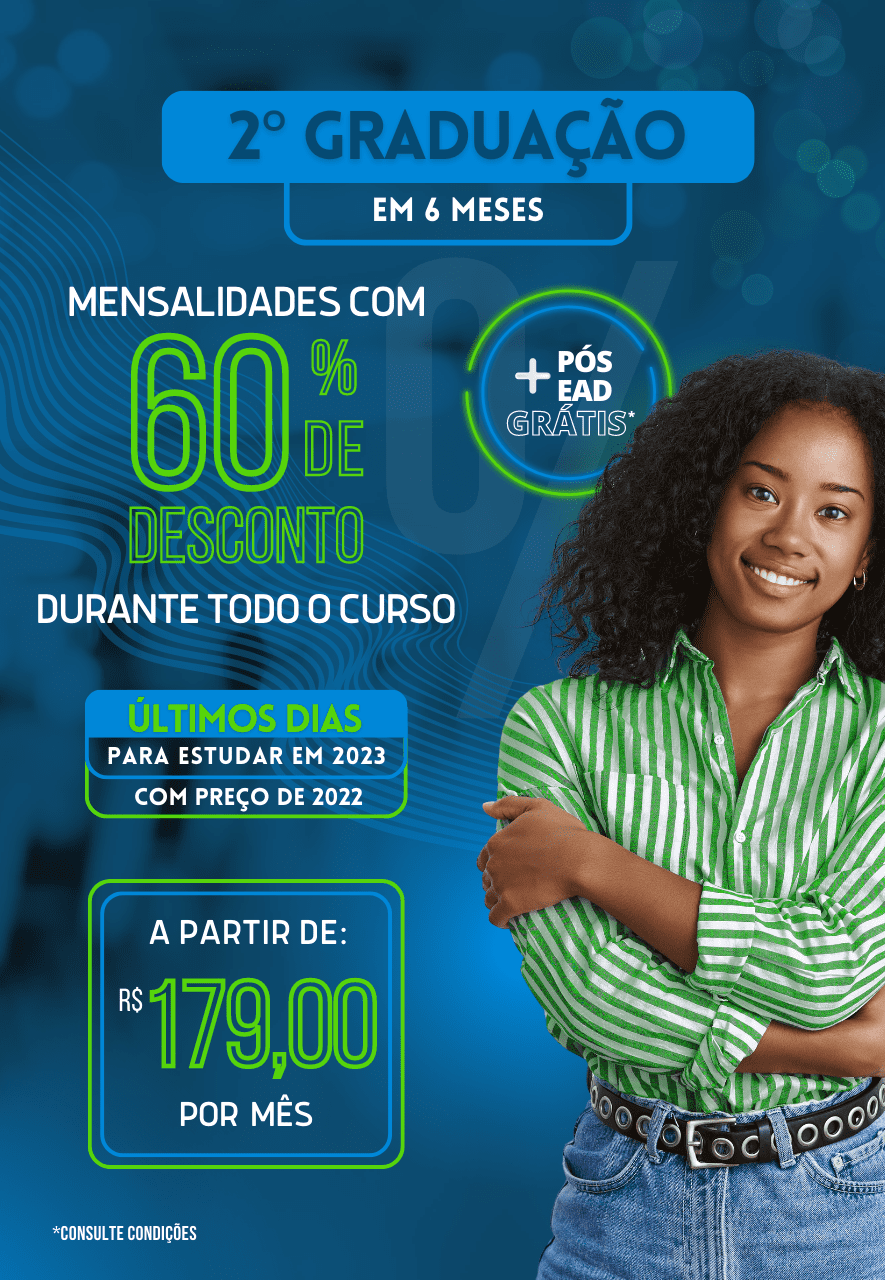 2º GRADUAÇÃO
EM 6 MESES
MENSALIDADES COM
60%
DE
DESCONTO
DURANTE TODO O CURSO
+ PÓS
EAD
GRÁTIS*
ÚLTIMOS DIAS
PARA ESTUDAR EM 2023
COM PREÇO DE 2022
A PARTIR DE:
R$ 179,00
POR MÊS
*CONSULTE CONDIÇÕES